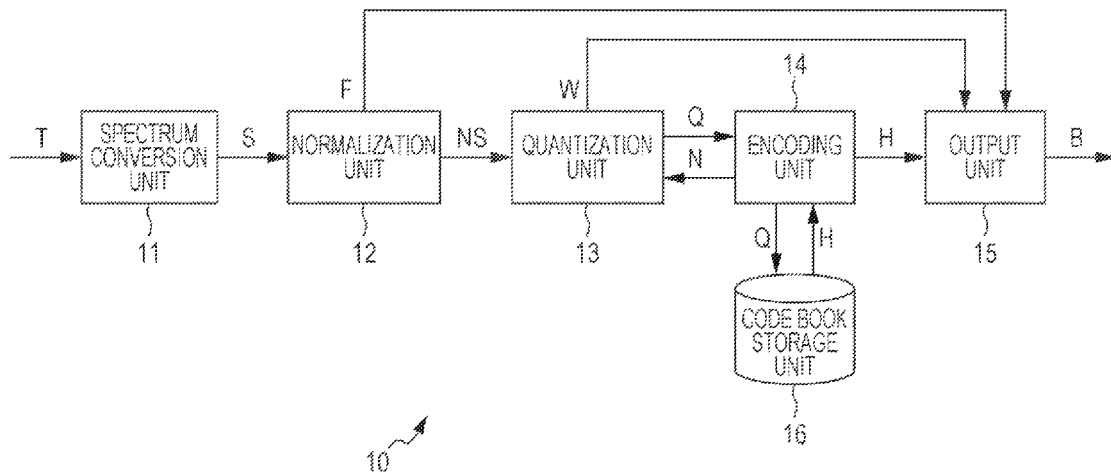 F
W
14
T
SPECTRUM
CONVERSION
UNIT
S
NORMALIZATION
UNIT
NS
QUANTIZATION
UNIT
Q
N
ENCODING
UNIT
H
OUTPUT
UNIT
B
11
12
13
Q
H
15
CODE BOOK
STORAGE
UNIT
16
10